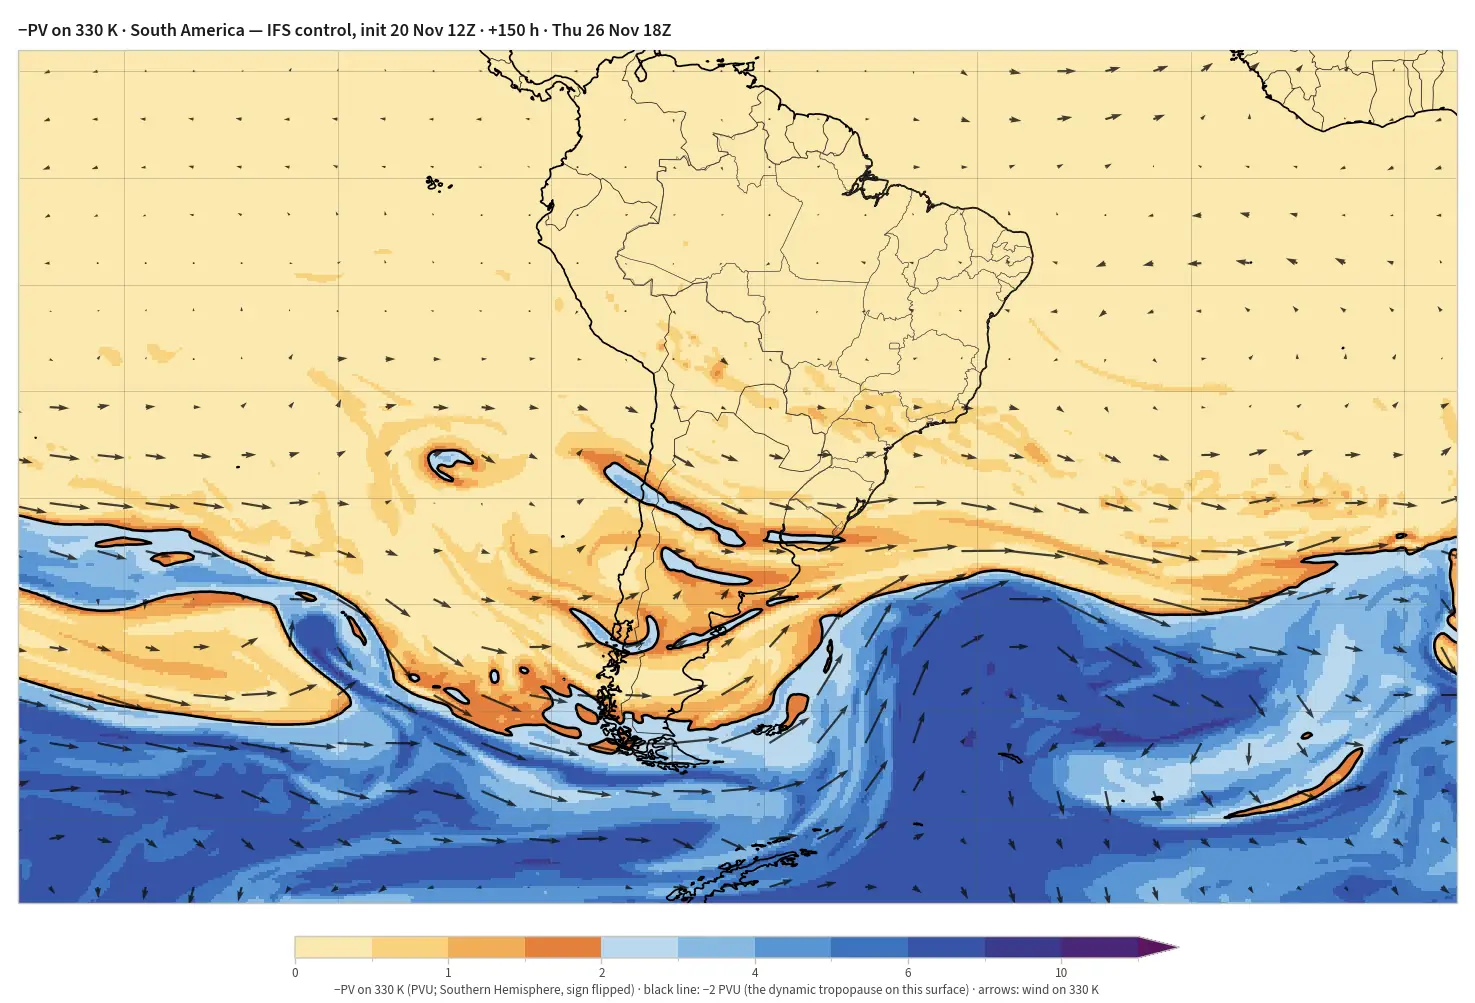 −PV on 330 K · South America — IFS control, init 20 Nov 12Z · +150 h · Thu 26 Nov 18Z
0 1 2 4 6 10
−PV on 330 K (PVU; Southern Hemisphere, sign flipped) · black line: −2 PVU (the dynamic tropopause on this surface) · arrows: wind on 330 K